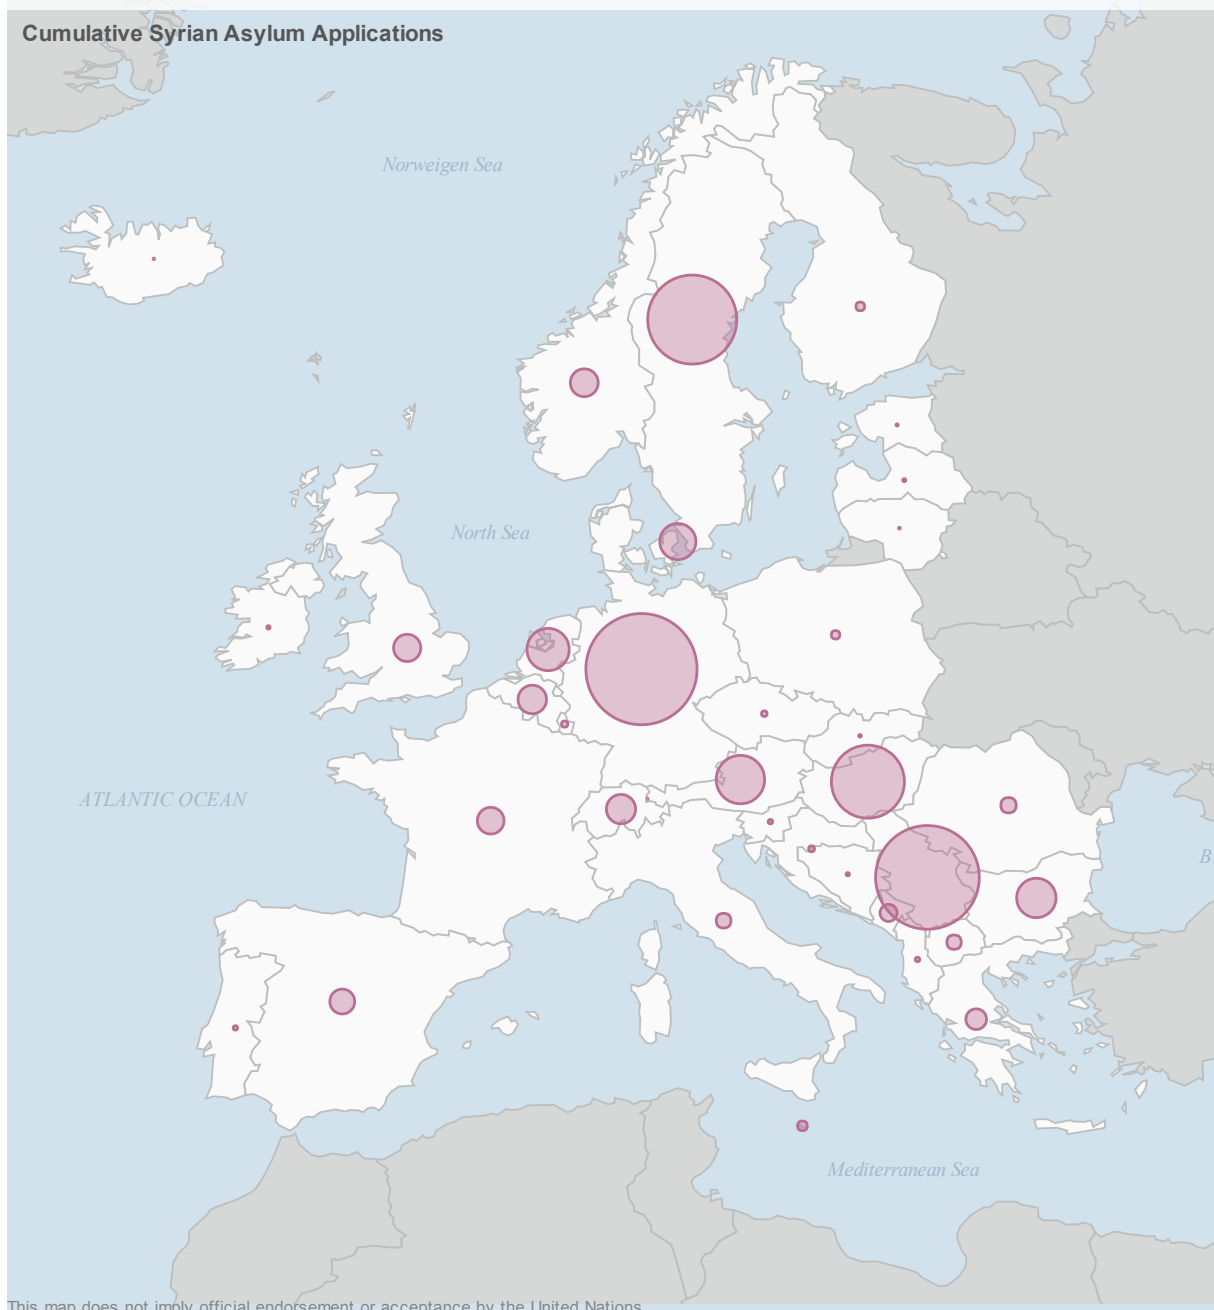 Cumulative Syrian Asylum Applications
Norweigen Sea
North Sea
ATLANTIC OCEAN
B
Mediterranean Sea
This map does not imply official endorsement or acceptance by the United Nations